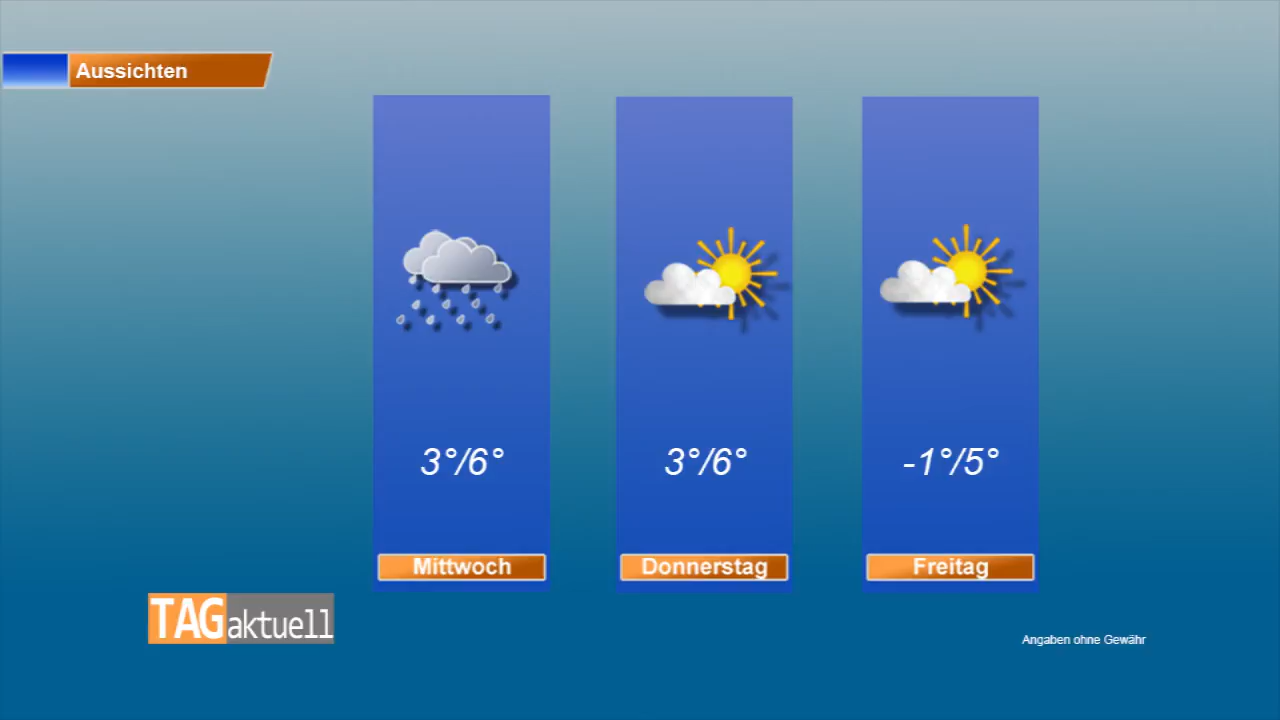 Aussichten
3°/6°
3°/6°
-1°/5°
Mittwoch
Donnerstag
Freitag
TAGaktuell
Angaben ohne Gewähr